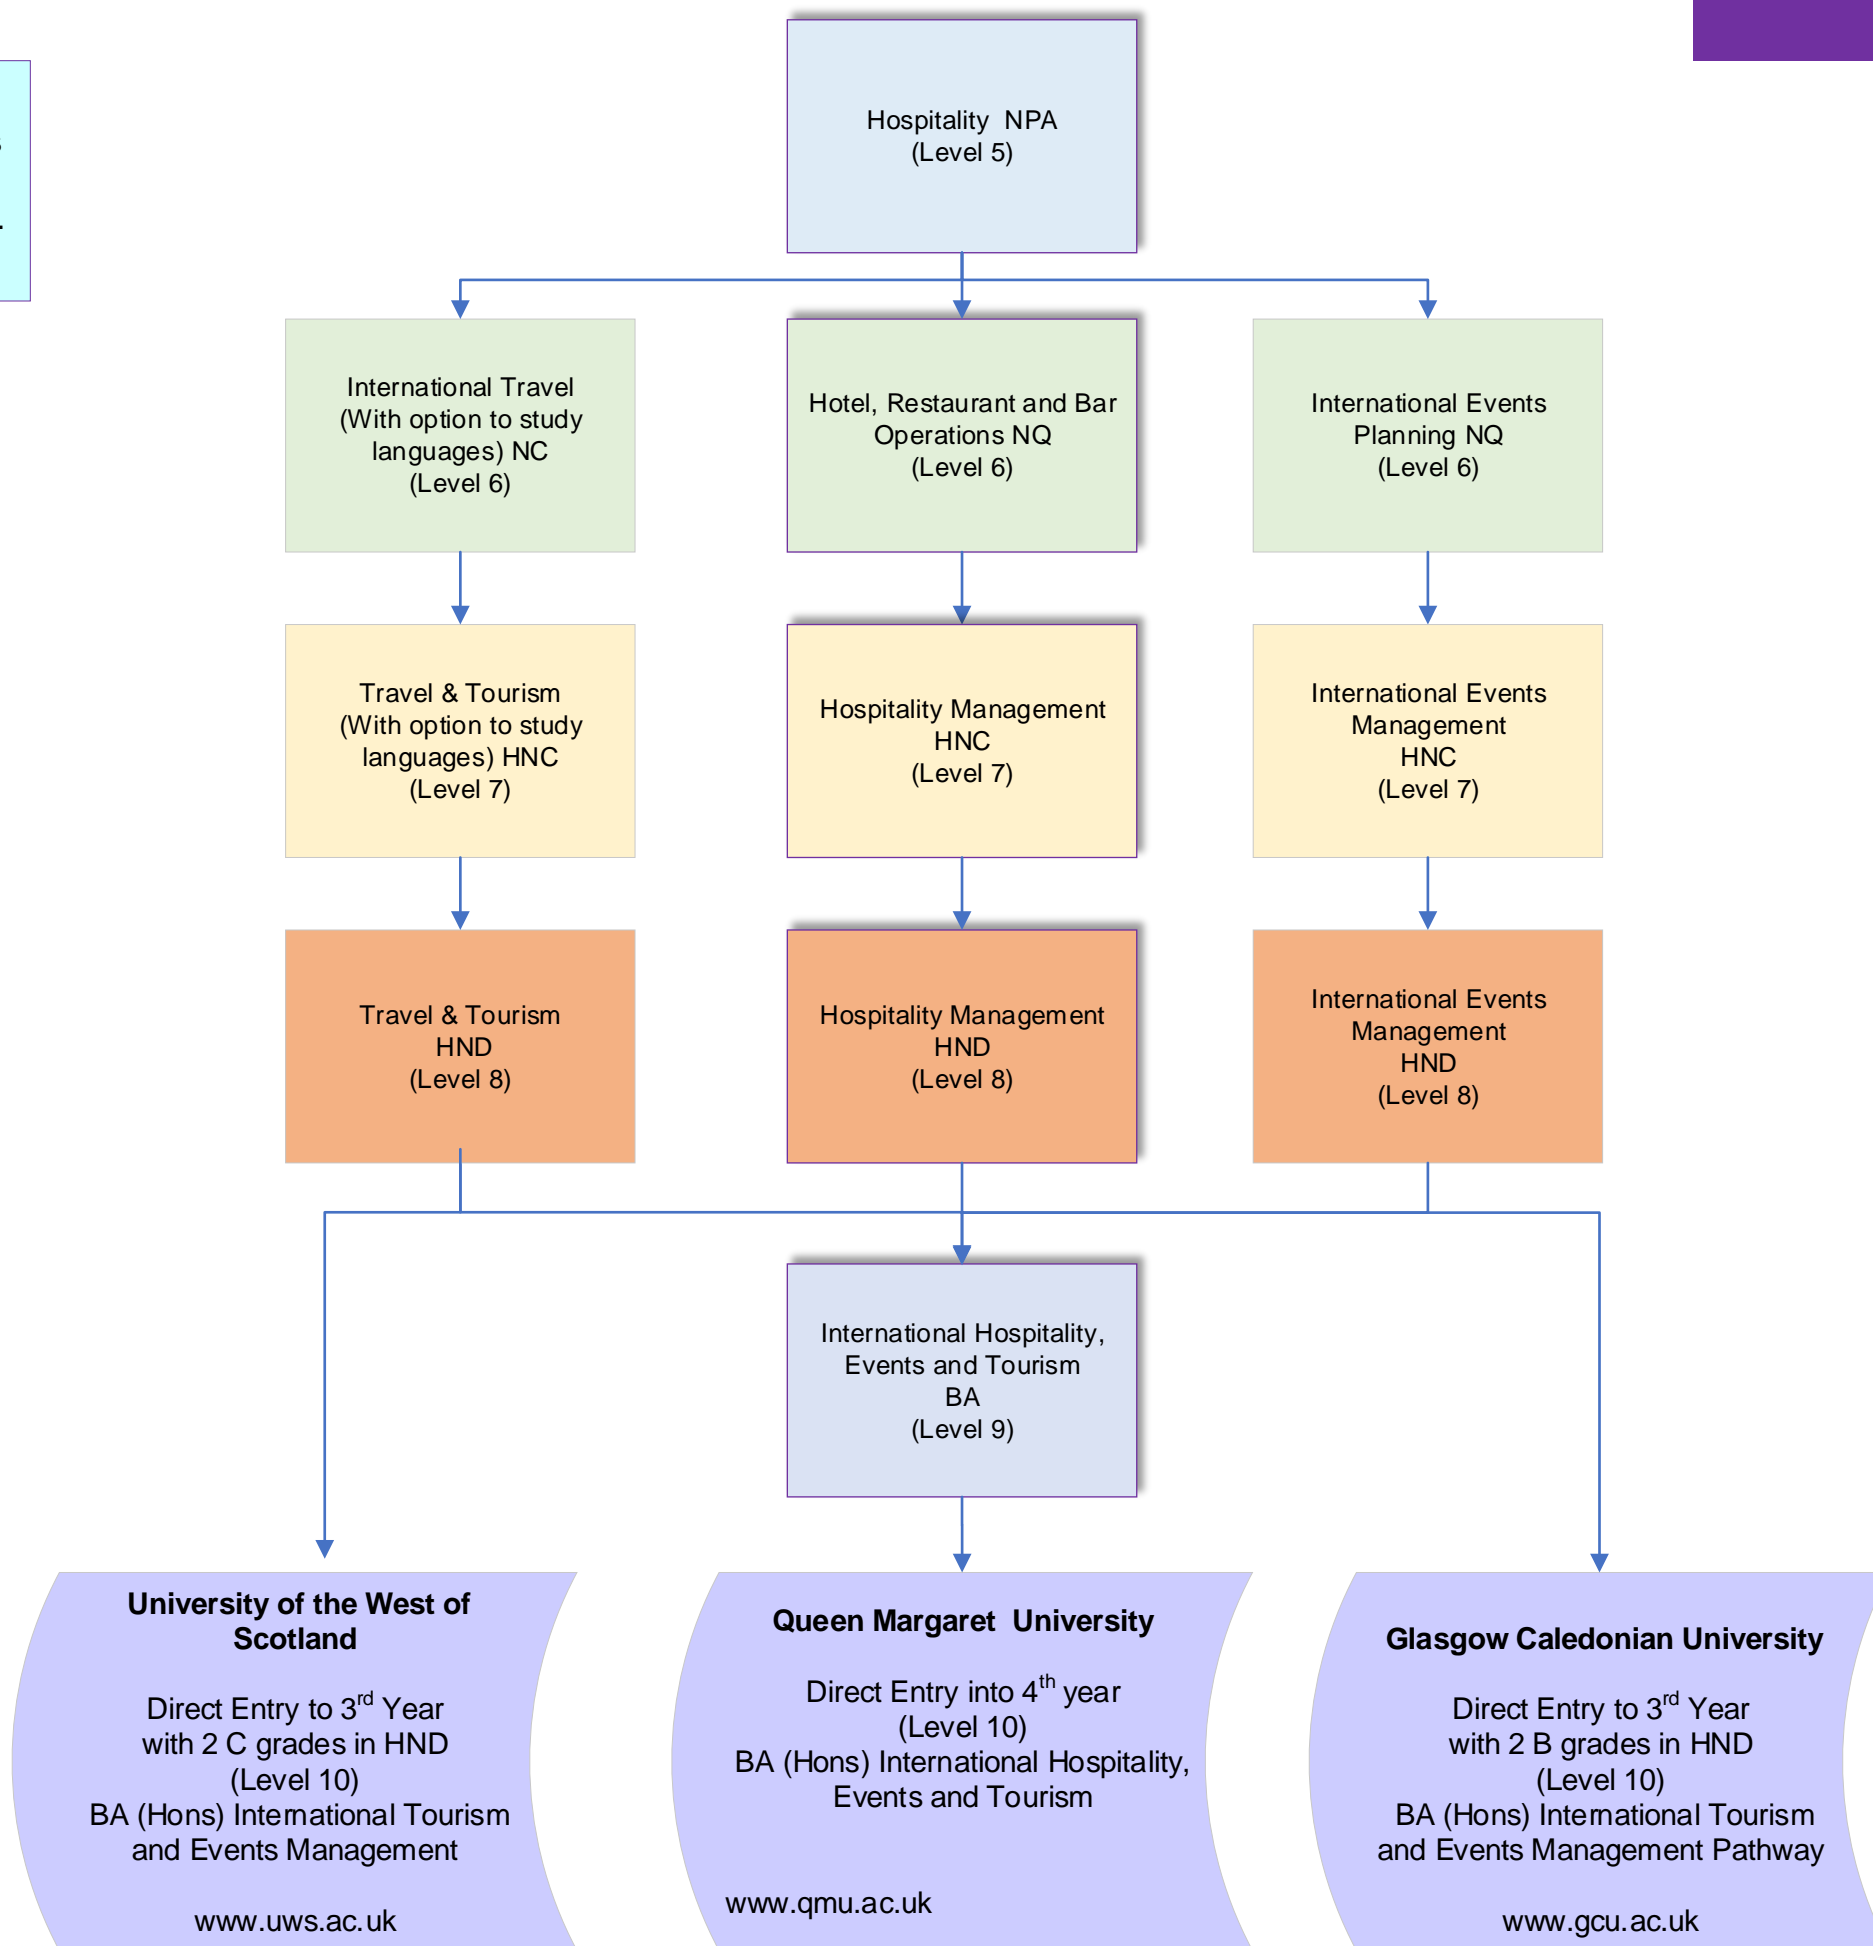 Hospitality NPA
(Level 5)
International Travel
(With option to study
languages) NC
(Level 6)
Hotel, Restaurant and Bar
Operations NQ
(Level 6)
International Events
Planning NQ
(Level 6)
Travel & Tourism
(With option to study
languages) HNC
(Level 7)
Hospitality Management
HNC
(Level 7)
International Events
Management
HNC
(Level 7)
Travel & Tourism
HND
(Level 8)
Hospitality Management
HND
(Level 8)
International Events
Management
HND
(Level 8)
International Hospitality,
Events and Tourism
BA
(Level 9)
University of the West of
Scotland
Direct Entry to 3rd Year
with 2 C grades in HND
(Level 10)
BA (Hons) International Tourism
and Events Management
www.uws.ac.uk
Queen Margaret University
Direct Entry into 4th year
(Level 10)
BA (Hons) International Hospitality,
Events and Tourism
www.qmu.ac.uk
Glasgow Caledonian University
Direct Entry to 3rd Year
with 2 B grades in HND
(Level 10)
BA (Hons) International Tourism
and Events Management Pathway
www.gcu.ac.uk